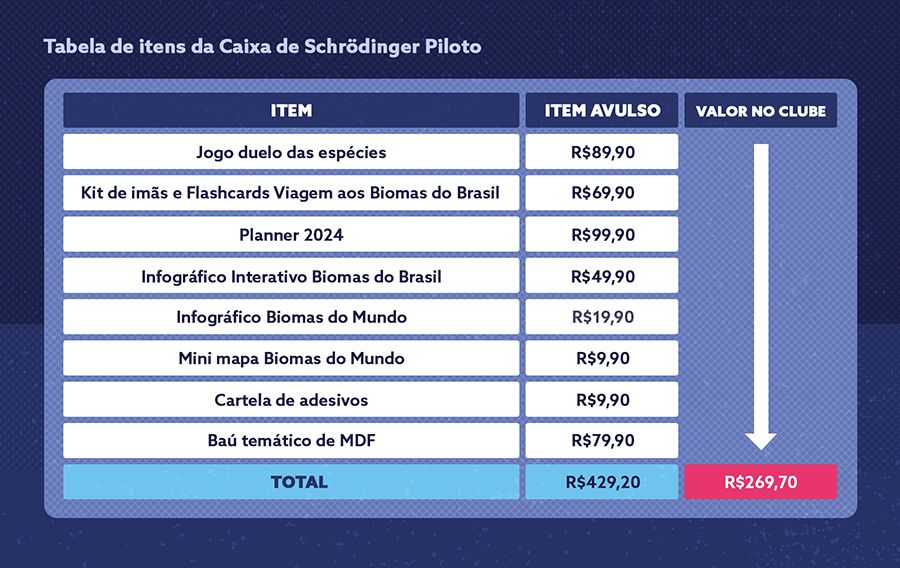 Tabela de itens da Caixa de Schrödinger Piloto
ITEM ITEM AVULSO VALOR NO CLUBE
Jogo duelo das espécies R$89,90
Kit de imãs e Flashcards Viagem aos Biomas do Brasil R$69,90
Planner 2024 R$99,90
Infográfico Interativo Biomas do Brasil R$49,90
Infográfico Biomas do Mundo R$19,90
Mini mapa Biomas do Mundo R$9,90
Cartela de adesivos R$9,90
Baú temático de MDF R$79,90
TOTAL R$429,20 R$269,70